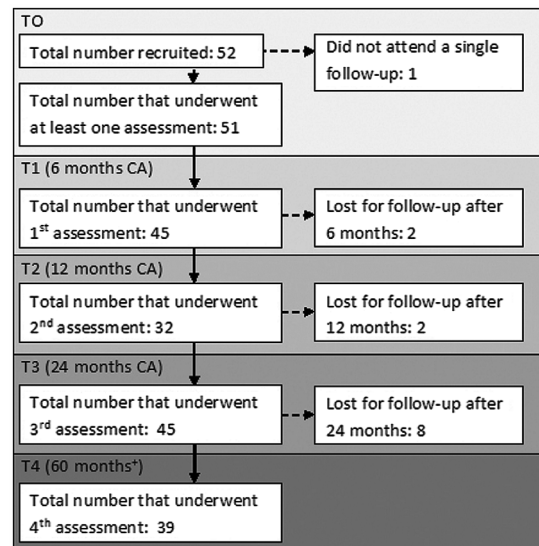 TO
Total number recruited: 52
Did not attend a single
follow-up: 1
Total number that underwent
at least one assessment: 51
T1 (6 months CA)
Total number that underwent
1st assessment: 45
Lost for follow-up after
6 months: 2
T2 (12 months CA)
Total number that underwent
2nd assessment: 32
Lost for follow-up after
12 months: 2
T3 (24 months CA)
Total number that underwent
3rd assessment: 45
Lost for follow-up after
24 months: 8
T4 (60 months⁺)
Total number that underwent
4th assessment: 39